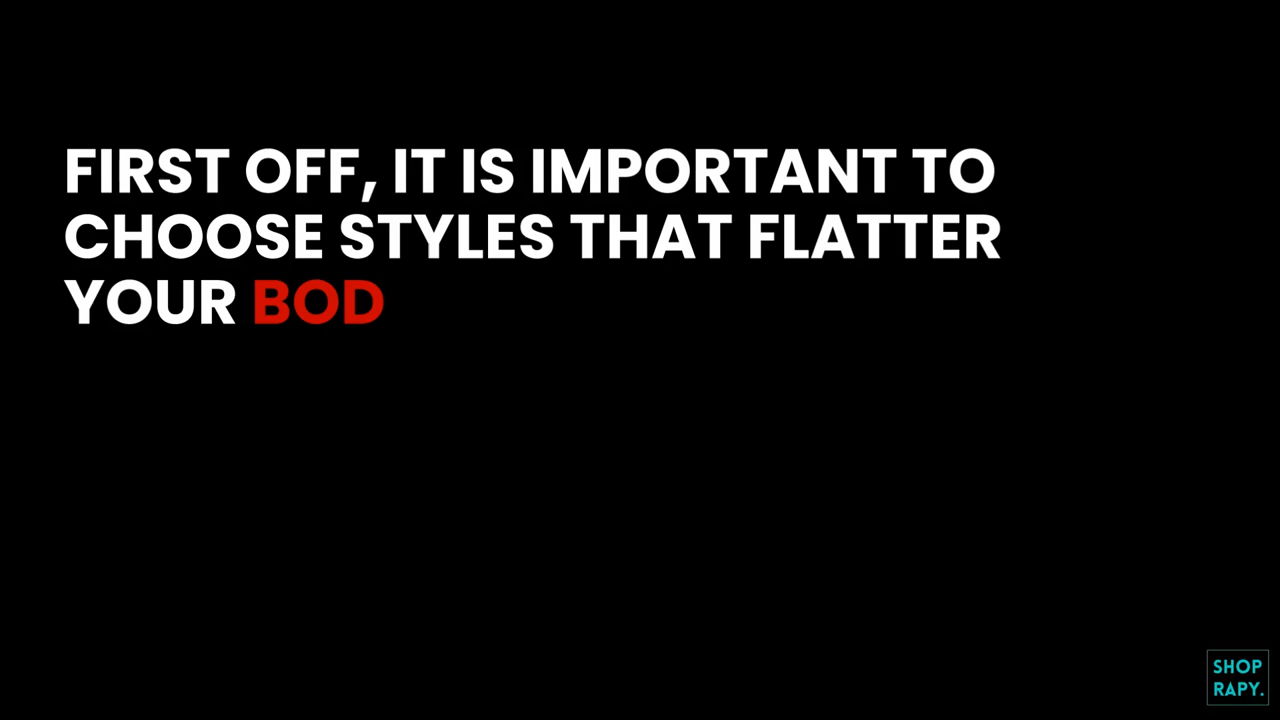 FIRST OFF, IT IS IMPORTANT TO
CHOOSE STYLES THAT FLATTER
YOUR BOD
SHOP
RAPY.